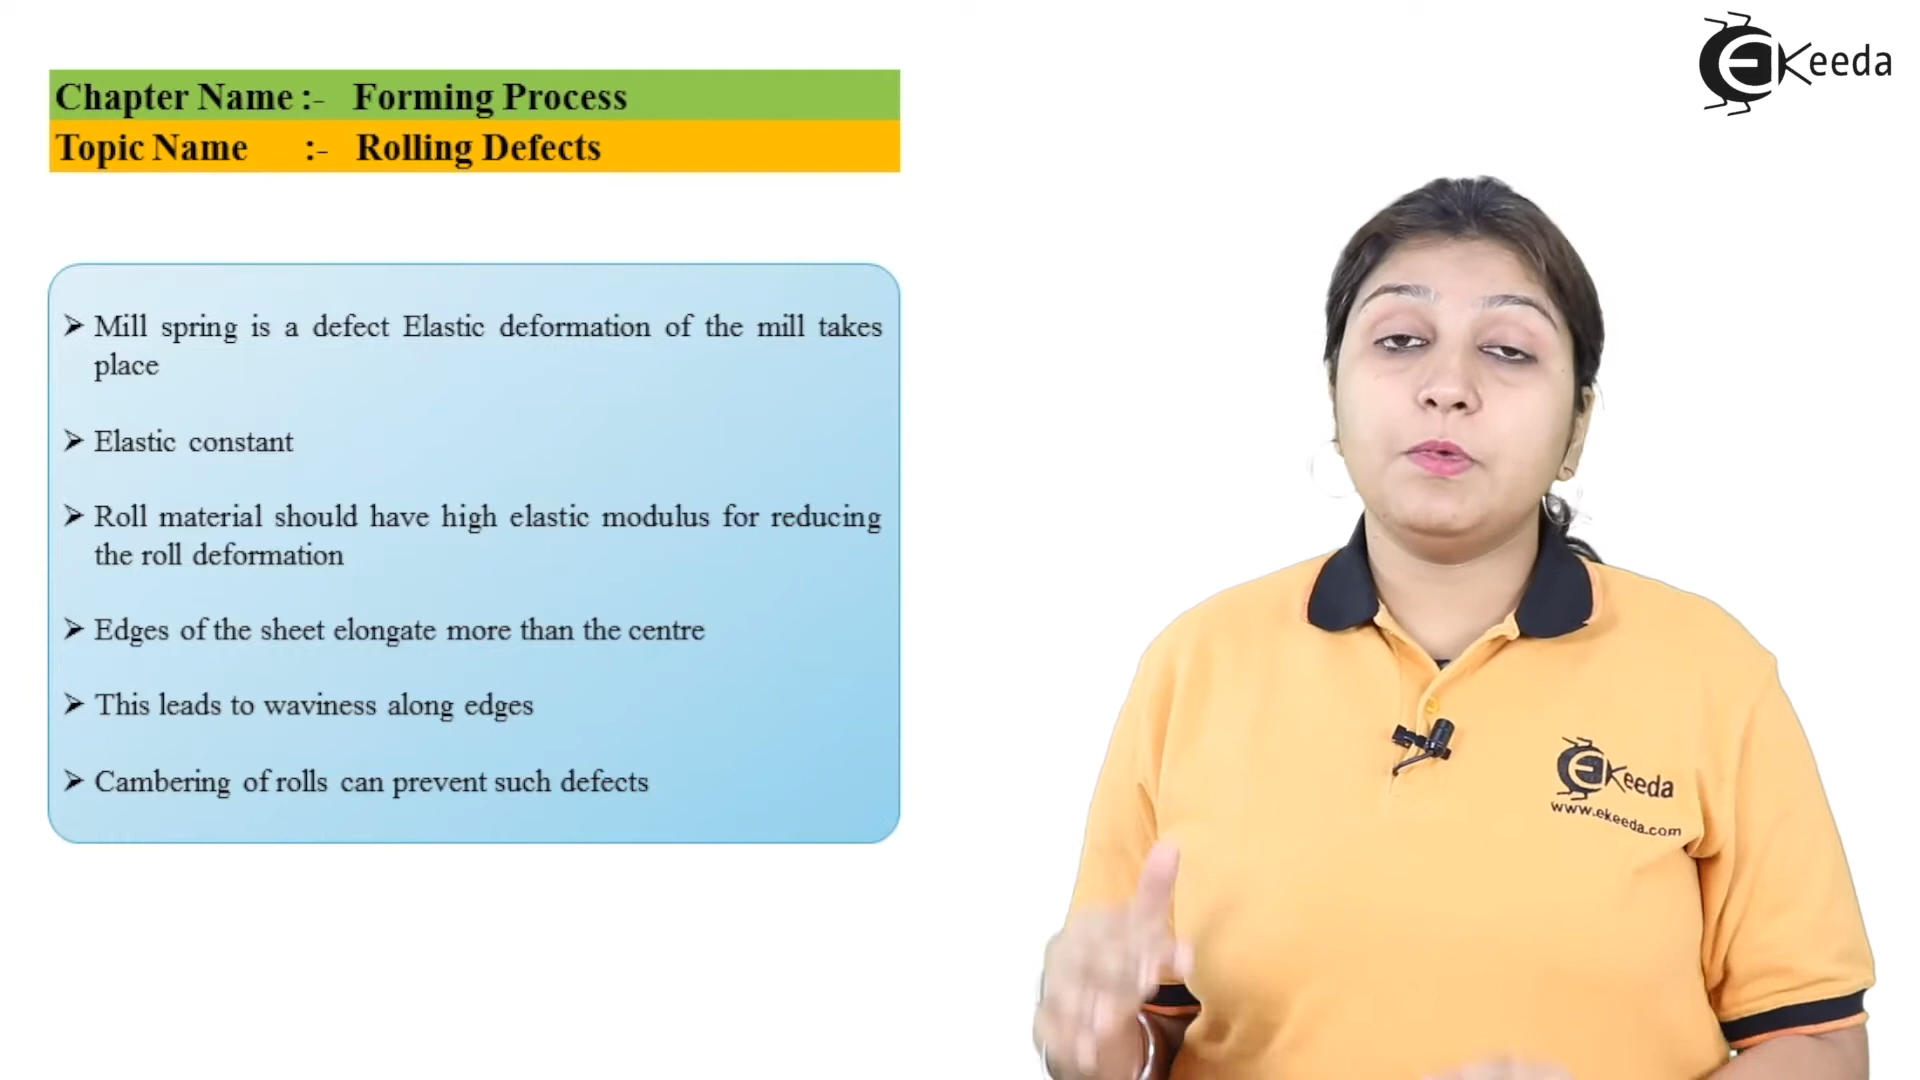 Keeda
Chapter Name :- Forming Process
Topic Name :- Rolling Defects
➢ Mill spring is a defect Elastic deformation of the mill takes
place
➢ Elastic constant
➢ Roll material should have high elastic modulus for reducing
the roll deformation
➢ Edges of the sheet elongate more than the centre
➢ This leads to waviness along edges
➢ Cambering of rolls can prevent such defects
Keeda
www.ekeeda.com